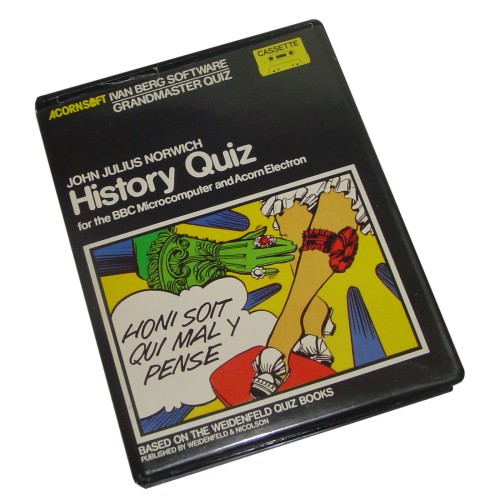 CASSETTE
ACORNSOFT IVAN BERG SOFTWARE
GRANDMASTER QUIZ
JOHN JULIUS NORWICH
History Quiz
for the BBC Microcomputer and Acorn Electron
HONI SOIT
QUI MAL Y
PENSE
BASED ON THE WEIDENFELD QUIZ BOOKS
PUBLISHED BY WEIDENFELD & NICOLSON